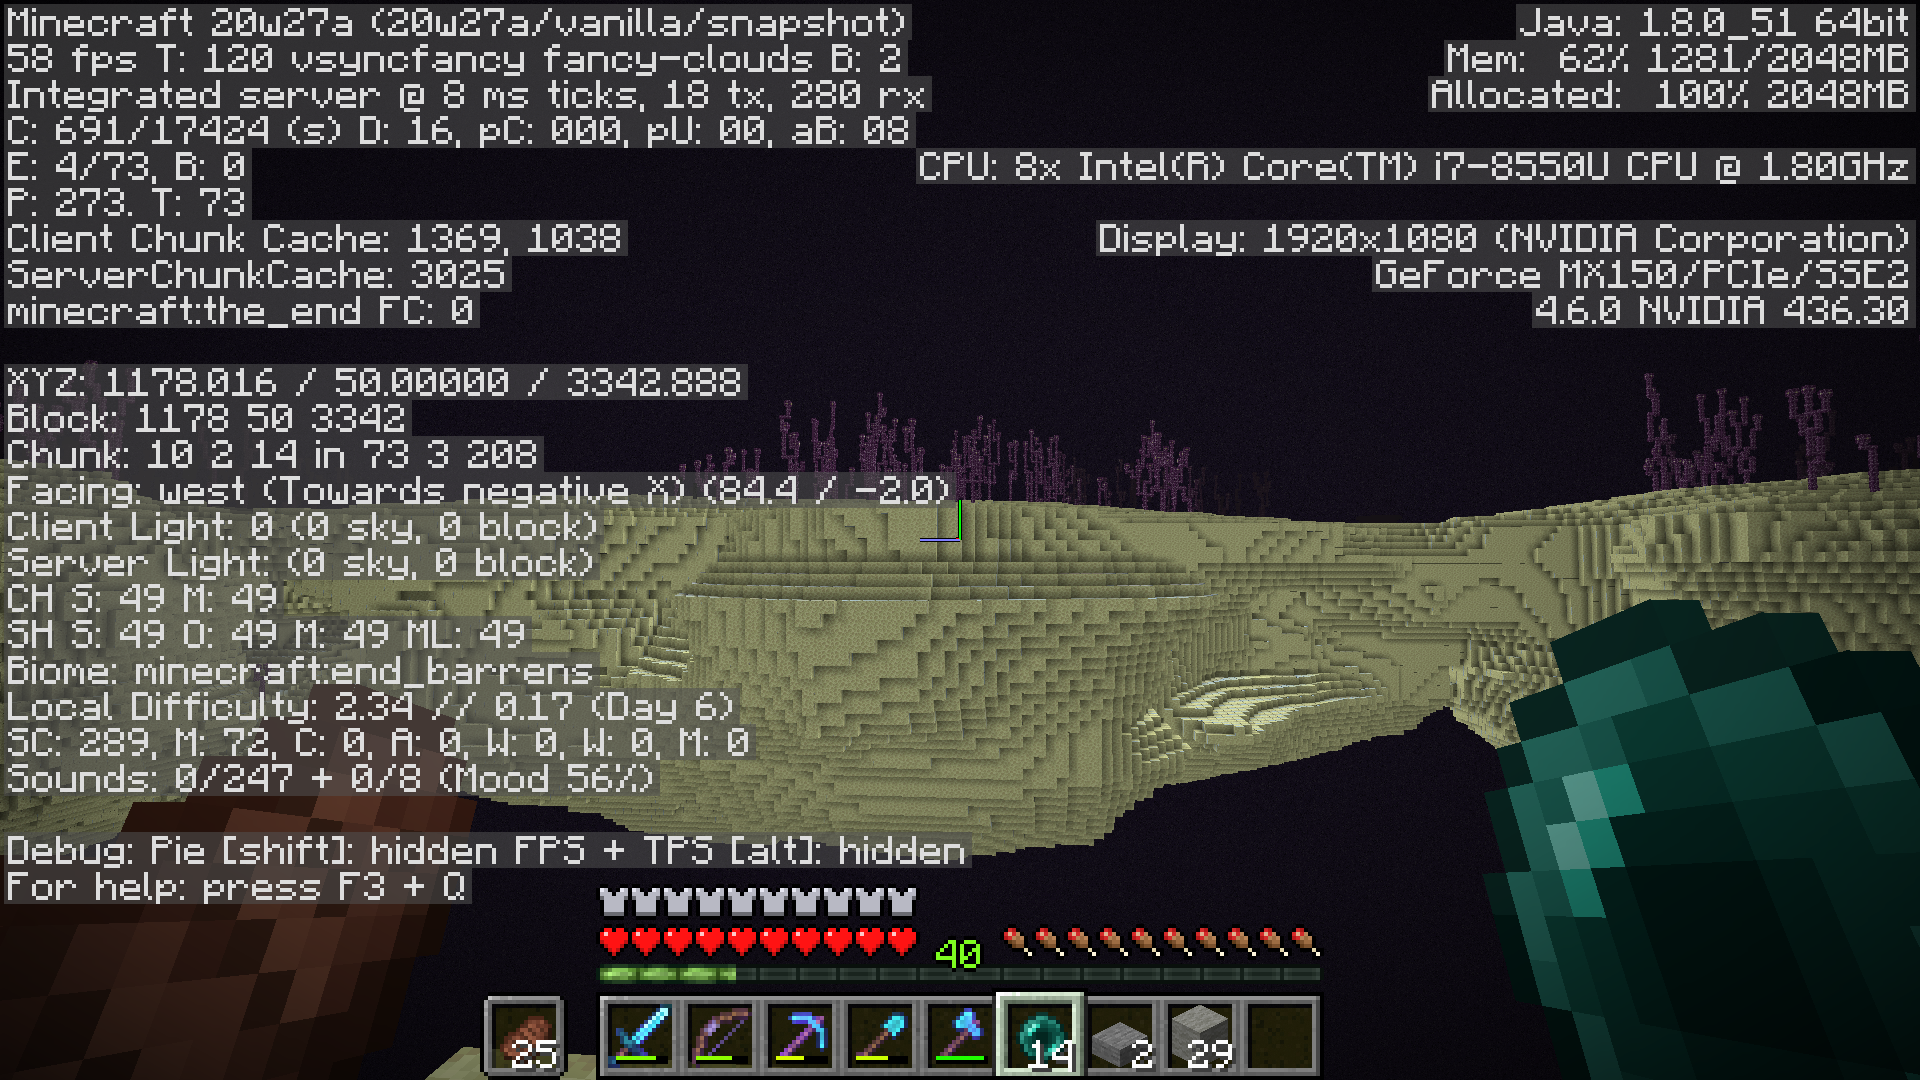 Minecraft 20w27a (20w27a/vanilla/snapshot)
58 fps T: 120 vsyncfancy fancy-clouds B: 2
Integrated server @ 8 ms ticks, 18 tx, 280 rx
C: 691/17424 (s) D: 16, pC: 000, pU: 00, aB: 08
E: 4/73, B: 0
P: 273. T: 73
Client Chunk Cache: 1369, 1038
ServerChunkCache: 3025
minecraft:the_end FC: 0
XYZ: 1178.016 / 50.00000 / 3342.888
Block: 1178 50 3342
Chunk: 10 2 14 in 73 3 208
Facing: west (Towards negative X) (84.4 / -2.0)
Client Light: 0 (0 sky, 0 block)
Server Light: (0 sky, 0 block)
CH S: 49 M: 49
SH S: 49 O: 49 M: 49 ML: 49
Biome: minecraft:end_barrens
Local Difficulty: 2.34 // 0.17 (Day 6)
SC: 289, M: 72, C: 0, A: 0, W: 0, W: 0, M: 0
Sounds: 0/247 + 0/8 (Mood 56%)
Debug: Pie [shift]: hidden FPS + TPS [alt]: hidden
For help: press F3 + Q
Java: 1.8.0_51 64bit
Mem: 62% 1281/2048MB
Allocated: 100% 2048MB
CPU: 8x Intel(R) Core(TM) i7-8550U CPU @ 1.80GHz
Display: 1920x1080 (NVIDIA Corporation)
GeForce MX150/PCIe/SSE2
4.6.0 NVIDIA 436.30
40
25
14
2
29